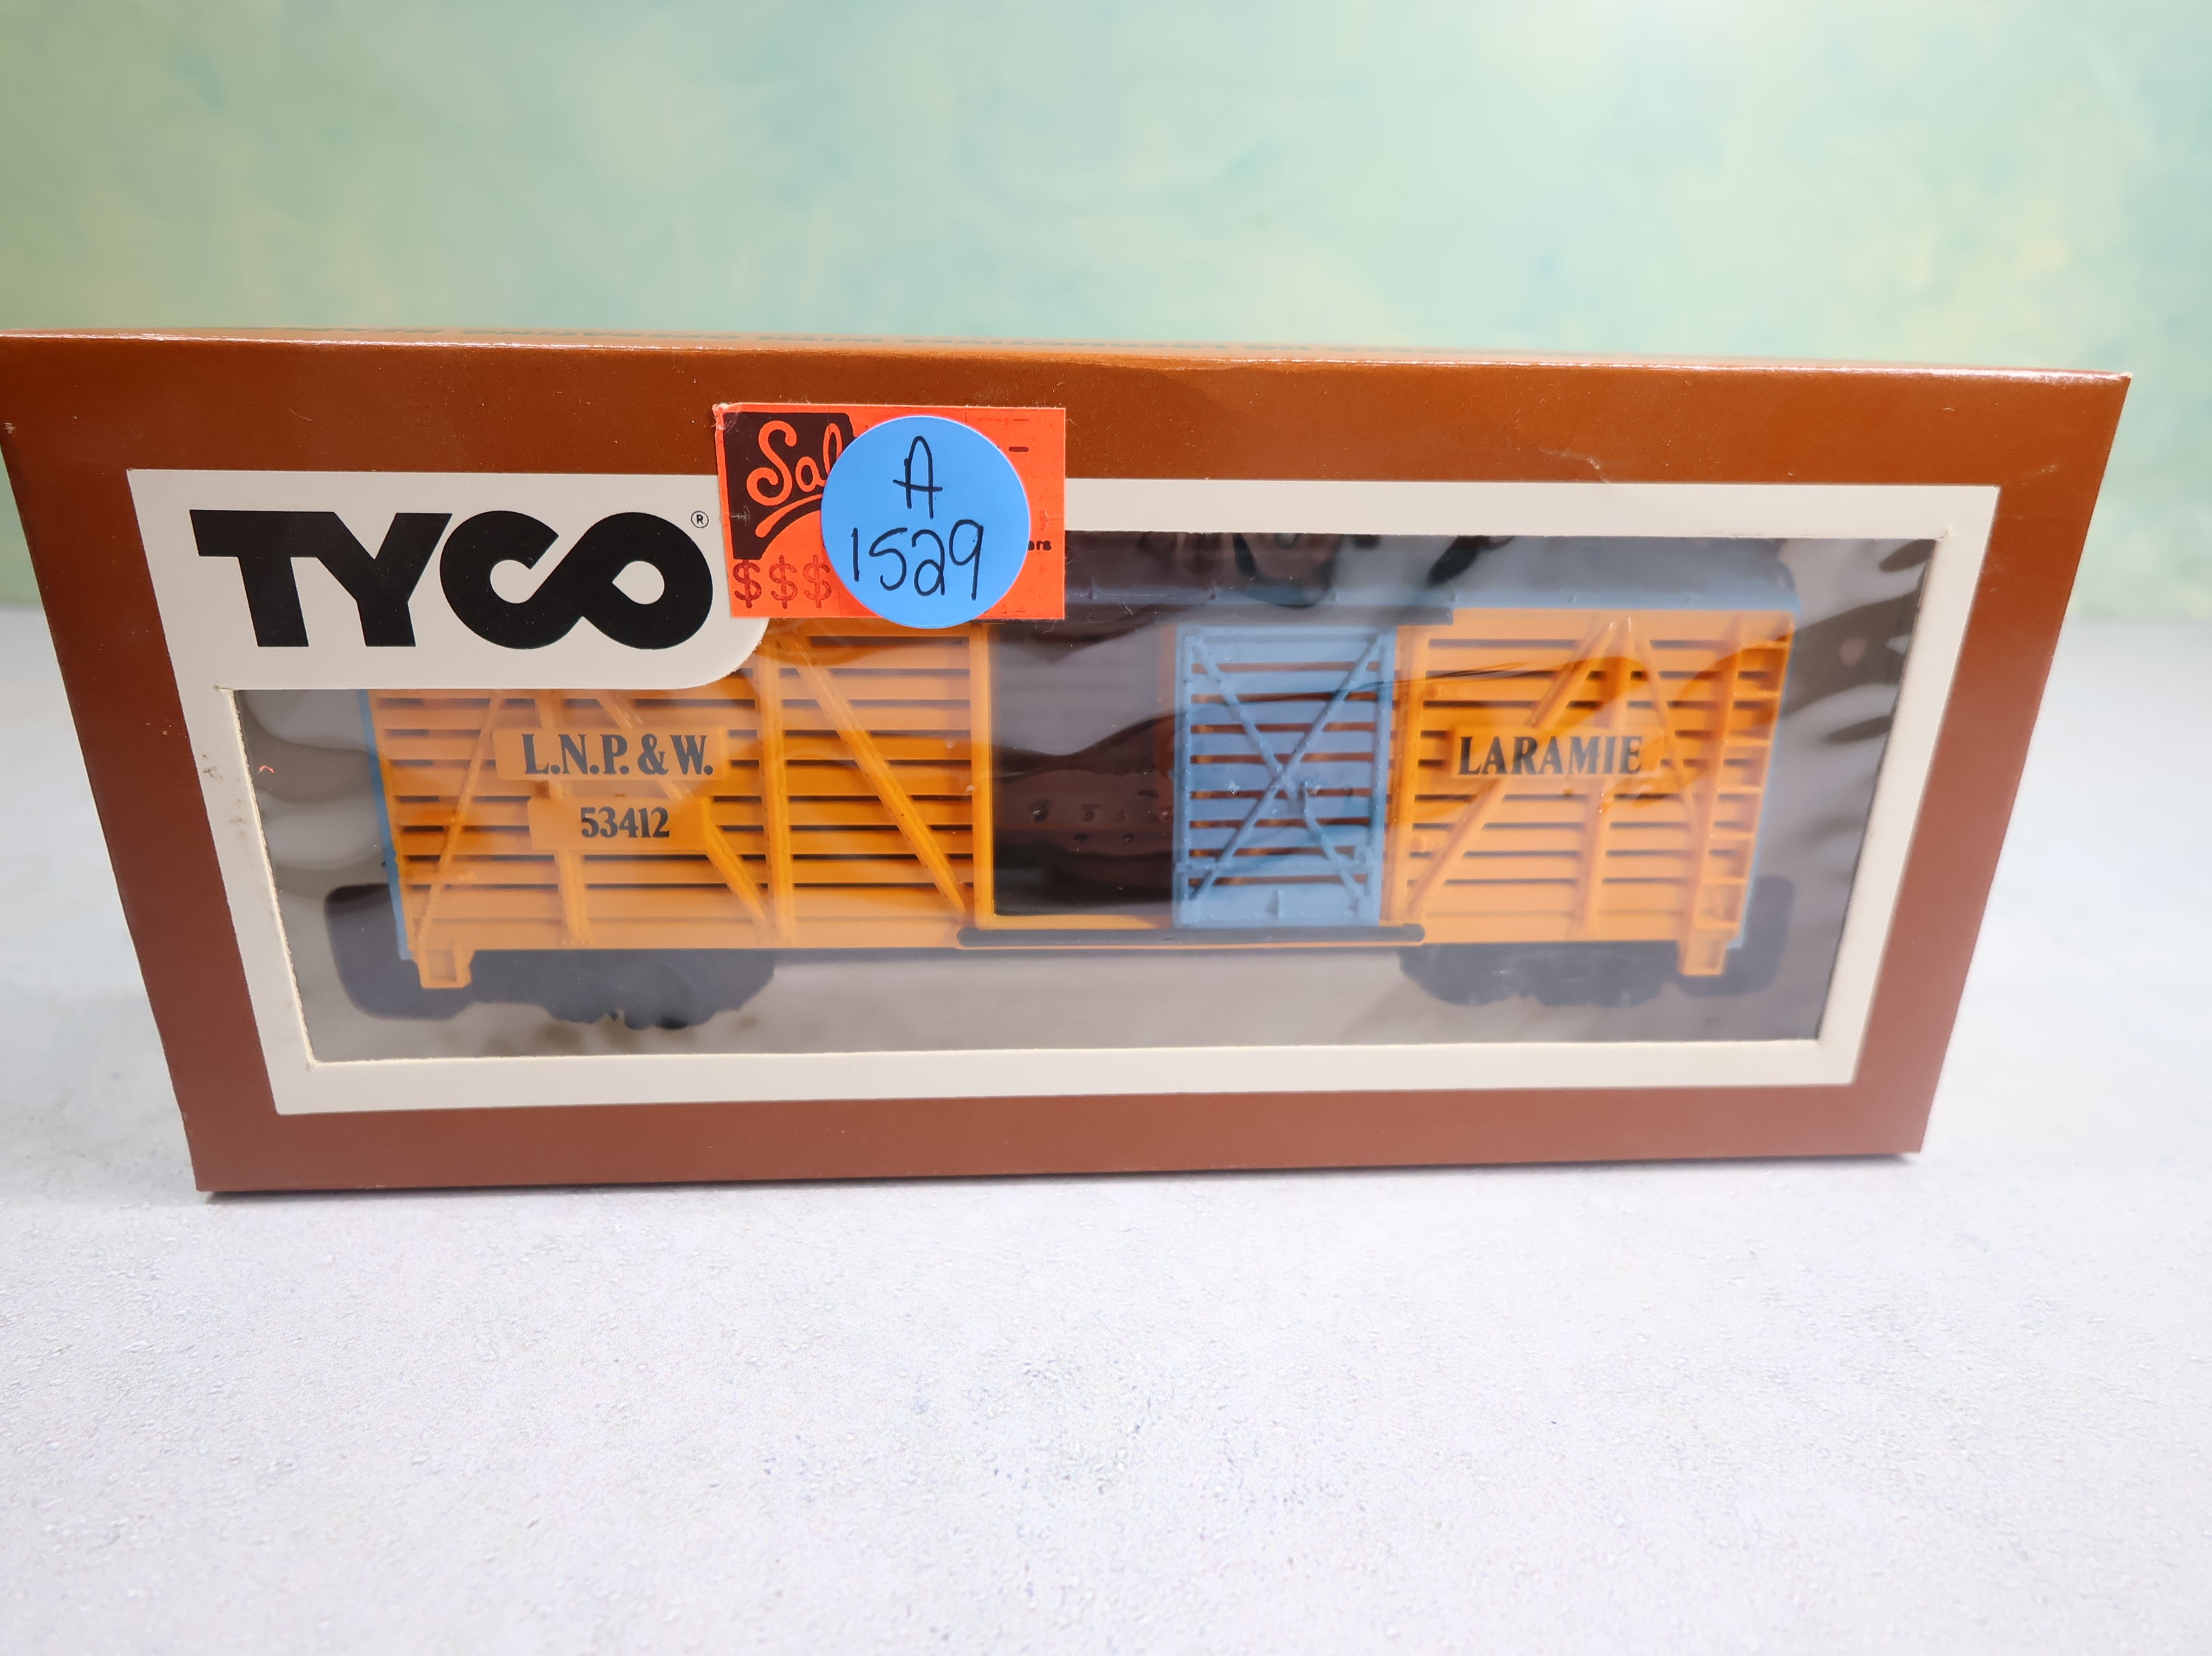 TYCO®
Sal
$$$
A
1529
L.N.P. & W.
53412
LARAMIE